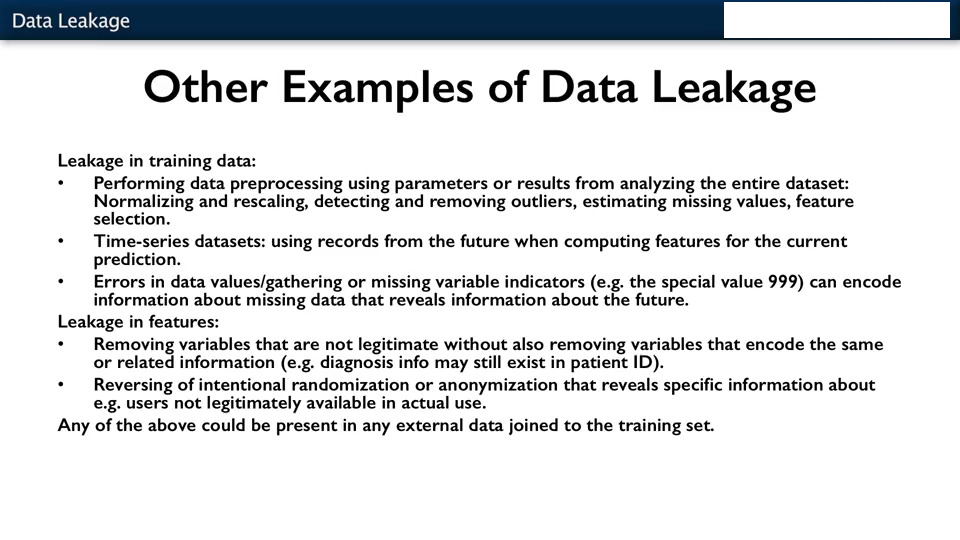 Data Leakage
Other Examples of Data Leakage
Leakage in training data:
• Performing data preprocessing using parameters or results from analyzing the entire dataset:
Normalizing and rescaling, detecting and removing outliers, estimating missing values, feature
selection.
• Time-series datasets: using records from the future when computing features for the current
prediction.
• Errors in data values/gathering or missing variable indicators (e.g. the special value 999) can encode
information about missing data that reveals information about the future.
Leakage in features:
• Removing variables that are not legitimate without also removing variables that encode the same
or related information (e.g. diagnosis info may still exist in patient ID).
• Reversing of intentional randomization or anonymization that reveals specific information about
e.g. users not legitimately available in actual use.
Any of the above could be present in any external data joined to the training set.